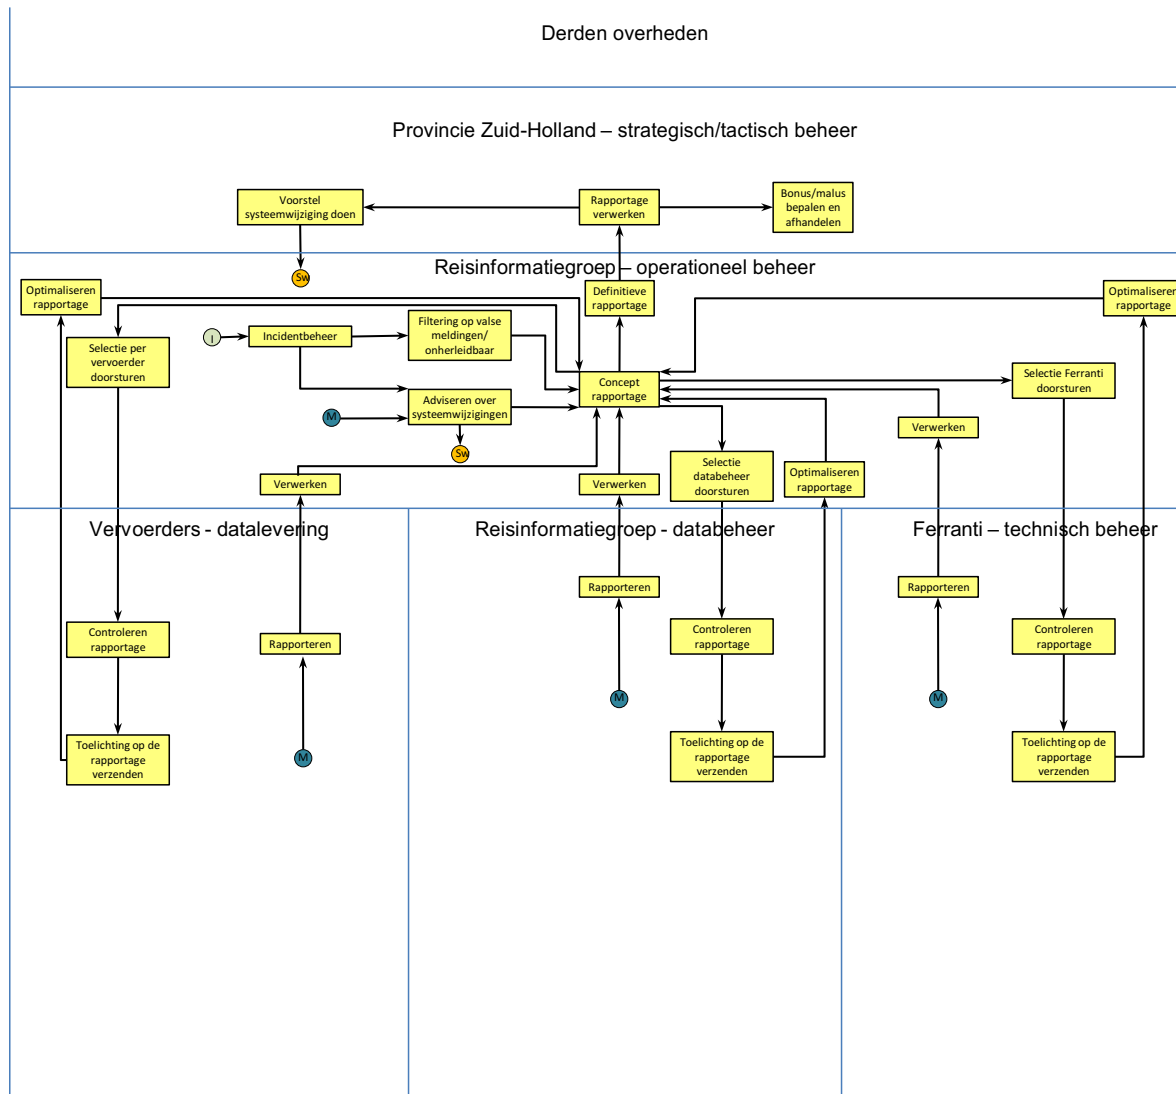 Derden overheden
Provincie Zuid-Holland – strategisch/tactisch beheer
Voorstel
systeemwijziging doen
Rapportage
verwerken
Bonus/malus
bepalen en
afhandelen
Sw
Reisinformatiegroep – operationeel beheer
Optimaliseren
rapportage
Definitieve
rapportage
Optimaliseren
rapportage
Selectie per
vervoerder
doorsturen
I
Incidentbeheer
Filtering op valse
meldingen/
onherleidbaar
Concept
rapportage
Selectie Ferranti
doorsturen
M
Adviseren over
systeemwijzigingen
Sw
Verwerken
Verwerken
Verwerken
Selectie
databeheer
doorsturen
Optimaliseren
rapportage
Vervoerders - datalevering
Reisinformatiegroep - databeheer
Ferranti – technisch beheer
Controleren
rapportage
Rapporteren
Toelichting op de
rapportage
verzenden
M
Rapporteren
M
Controleren
rapportage
Toelichting op de
rapportage
verzenden
Rapporteren
M
Controleren
rapportage
Toelichting op de
rapportage
verzenden